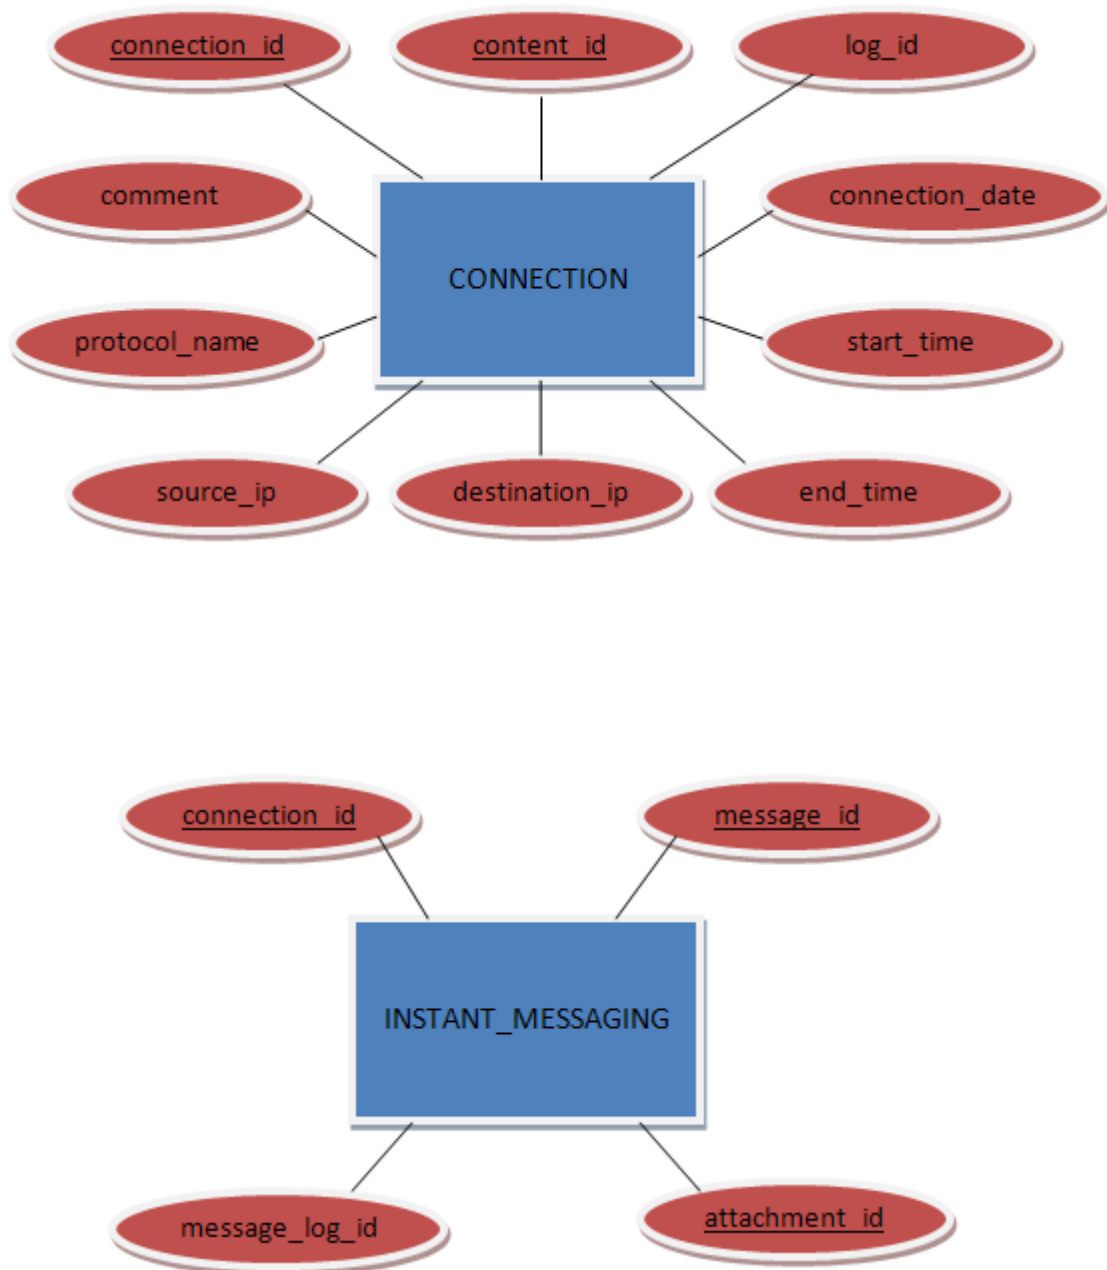 connection_id
content_id
log_id
comment
connection_date
CONNECTION
protocol_name
start_time
source_ip
destination_ip
end_time
connection_id
message_id
INSTANT_MESSAGING
message_log_id
attachment_id